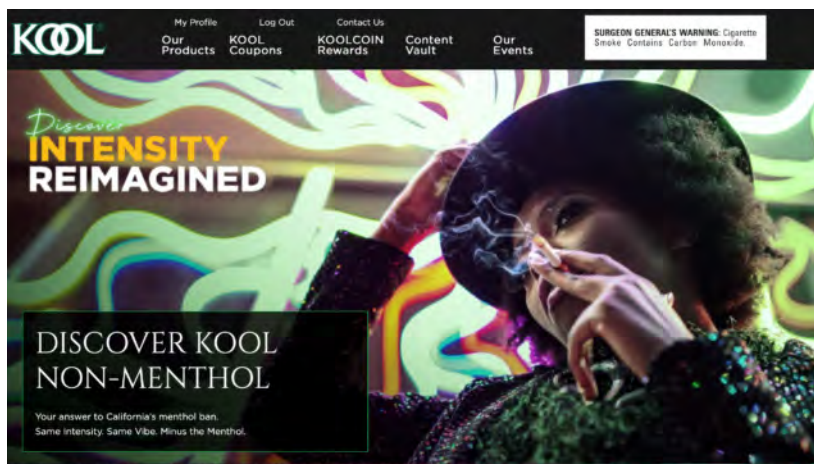 My Profile Log Out Contact Us
KOOL
Our Products
KOOL Coupons
KOOLCOIN Rewards
Content Vault
Our Events
SURGEON GENERAL'S WARNING: Cigarette
Smoke Contains Carbon Monoxide.
Discover
INTENSITY
REIMAGINED
DISCOVER KOOL
NON-MENTHOL
Your answer to California's menthol ban.
Same Intensity. Same Vibe. Minus the Menthol.